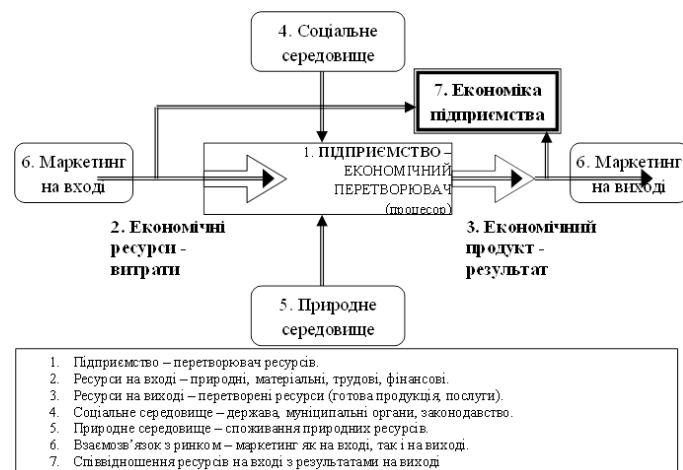 4. Соціальне
середовище
7. Економіка
підприємства
6. Маркетинг
на вході
1. ПІДПРИЄМСТВО –
ЕКОНОМІЧНИЙ
ПЕРЕТВОРЮВАЧ
(процесор)
6. Маркетинг
на виході
2. Економічні
ресурси -
витрати
3. Економічний
продукт -
результат
5. Природне
середовище
1. Підприємство – перетворювач ресурсів.
2. Ресурси на вході – природні, матеріальні, трудові, фінансові.
3. Ресурси на виході – перетворені ресурси (готова продукція, послуги).
4 Соціальне середовище – держава, муніципальні органи, законодавство.
5 Природне середовище – споживання природних ресурсів.
6 Взаємозв’язок з ринком – маркетинг як на вході, так і на виході.
7 Співвідношення ресурсів на вході з результатами на виході